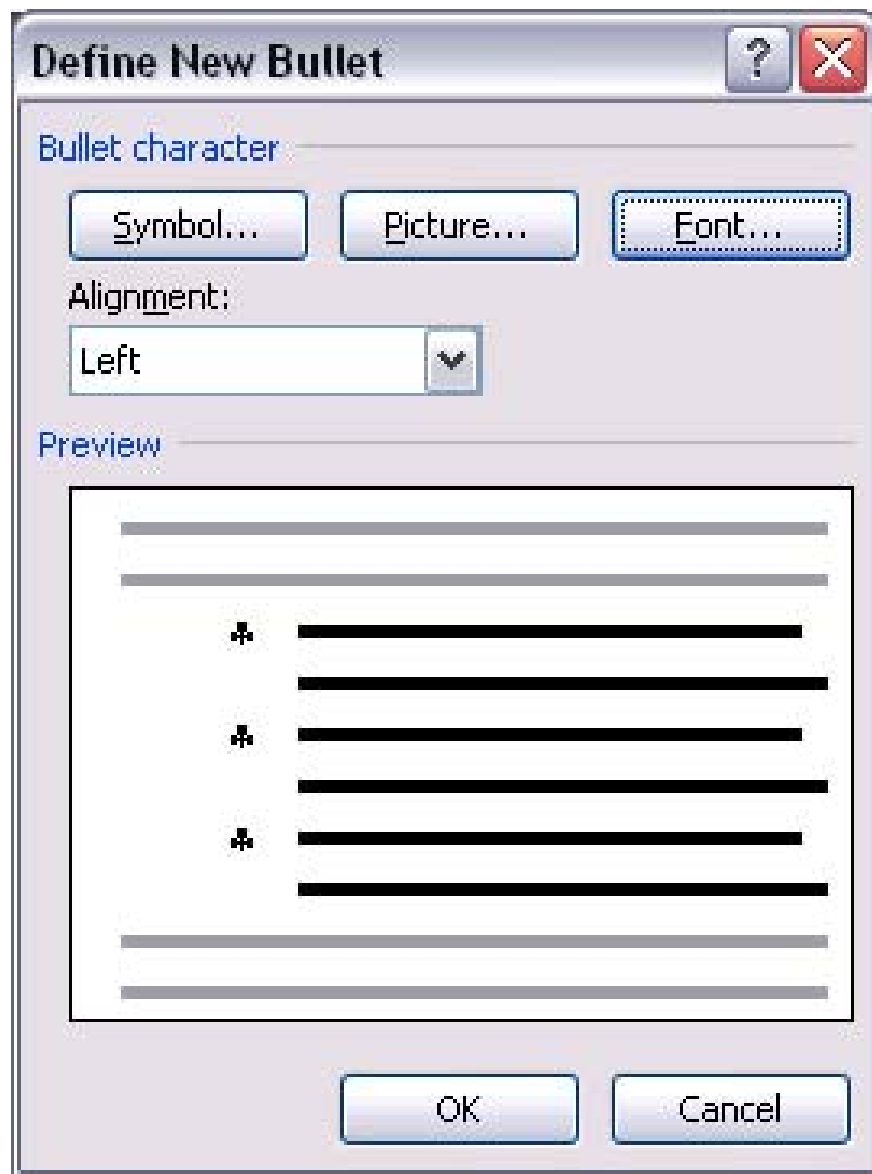 Define New Bullet
Bullet character
Symbol... Picture... Font...
Alignment:
Left
Preview
OK Cancel